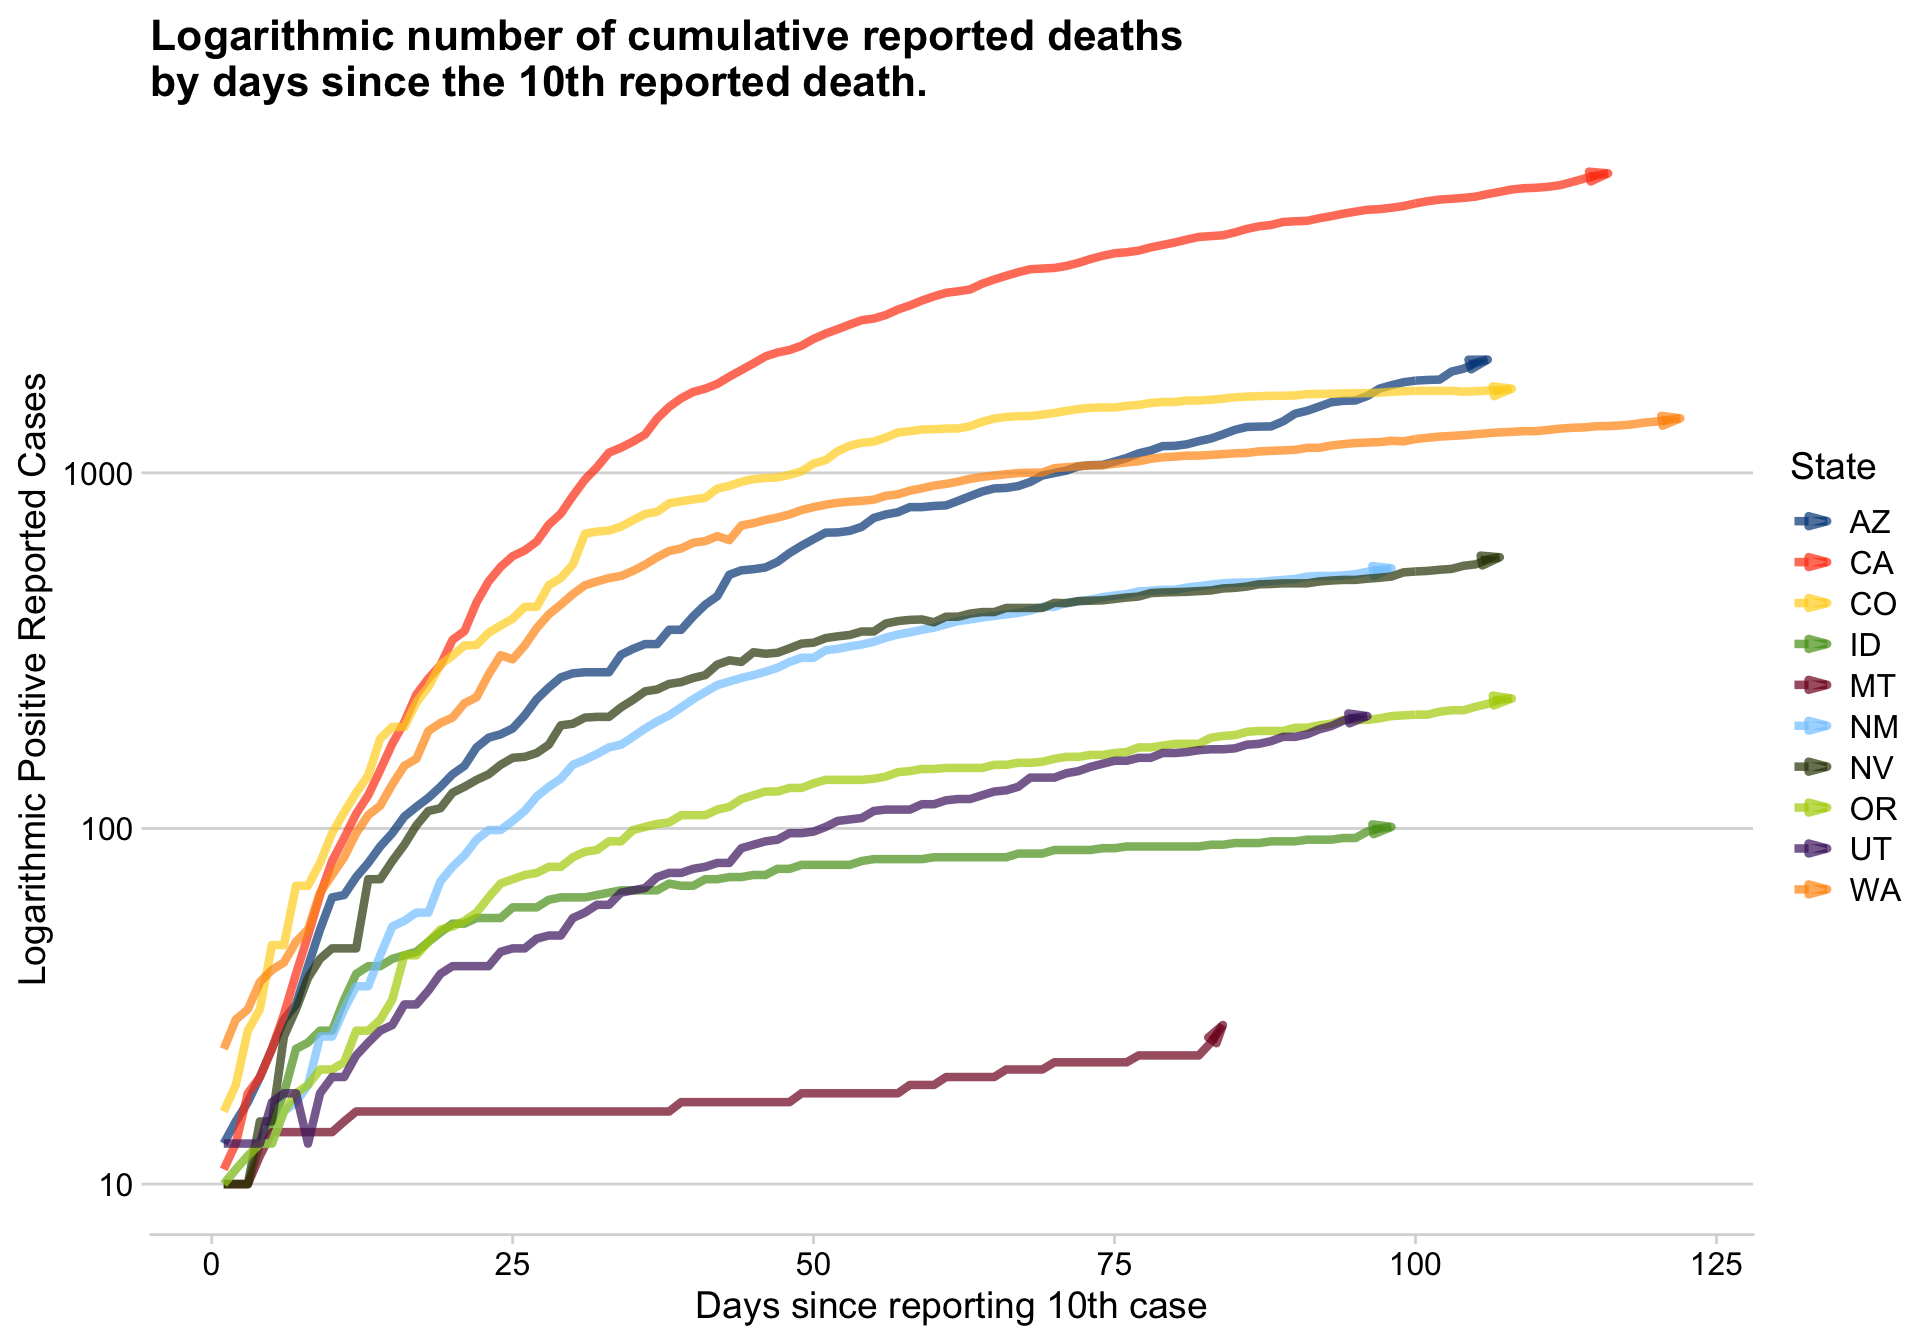 Logarithmic number of cumulative reported deaths
by days since the 10th reported death.
Logarithmic Positive Reported Cases
1000
100
10
0 25 50 75 100 125
Days since reporting 10th case
State
AZ
CA
CO
ID
MT
NM
NV
OR
UT
WA